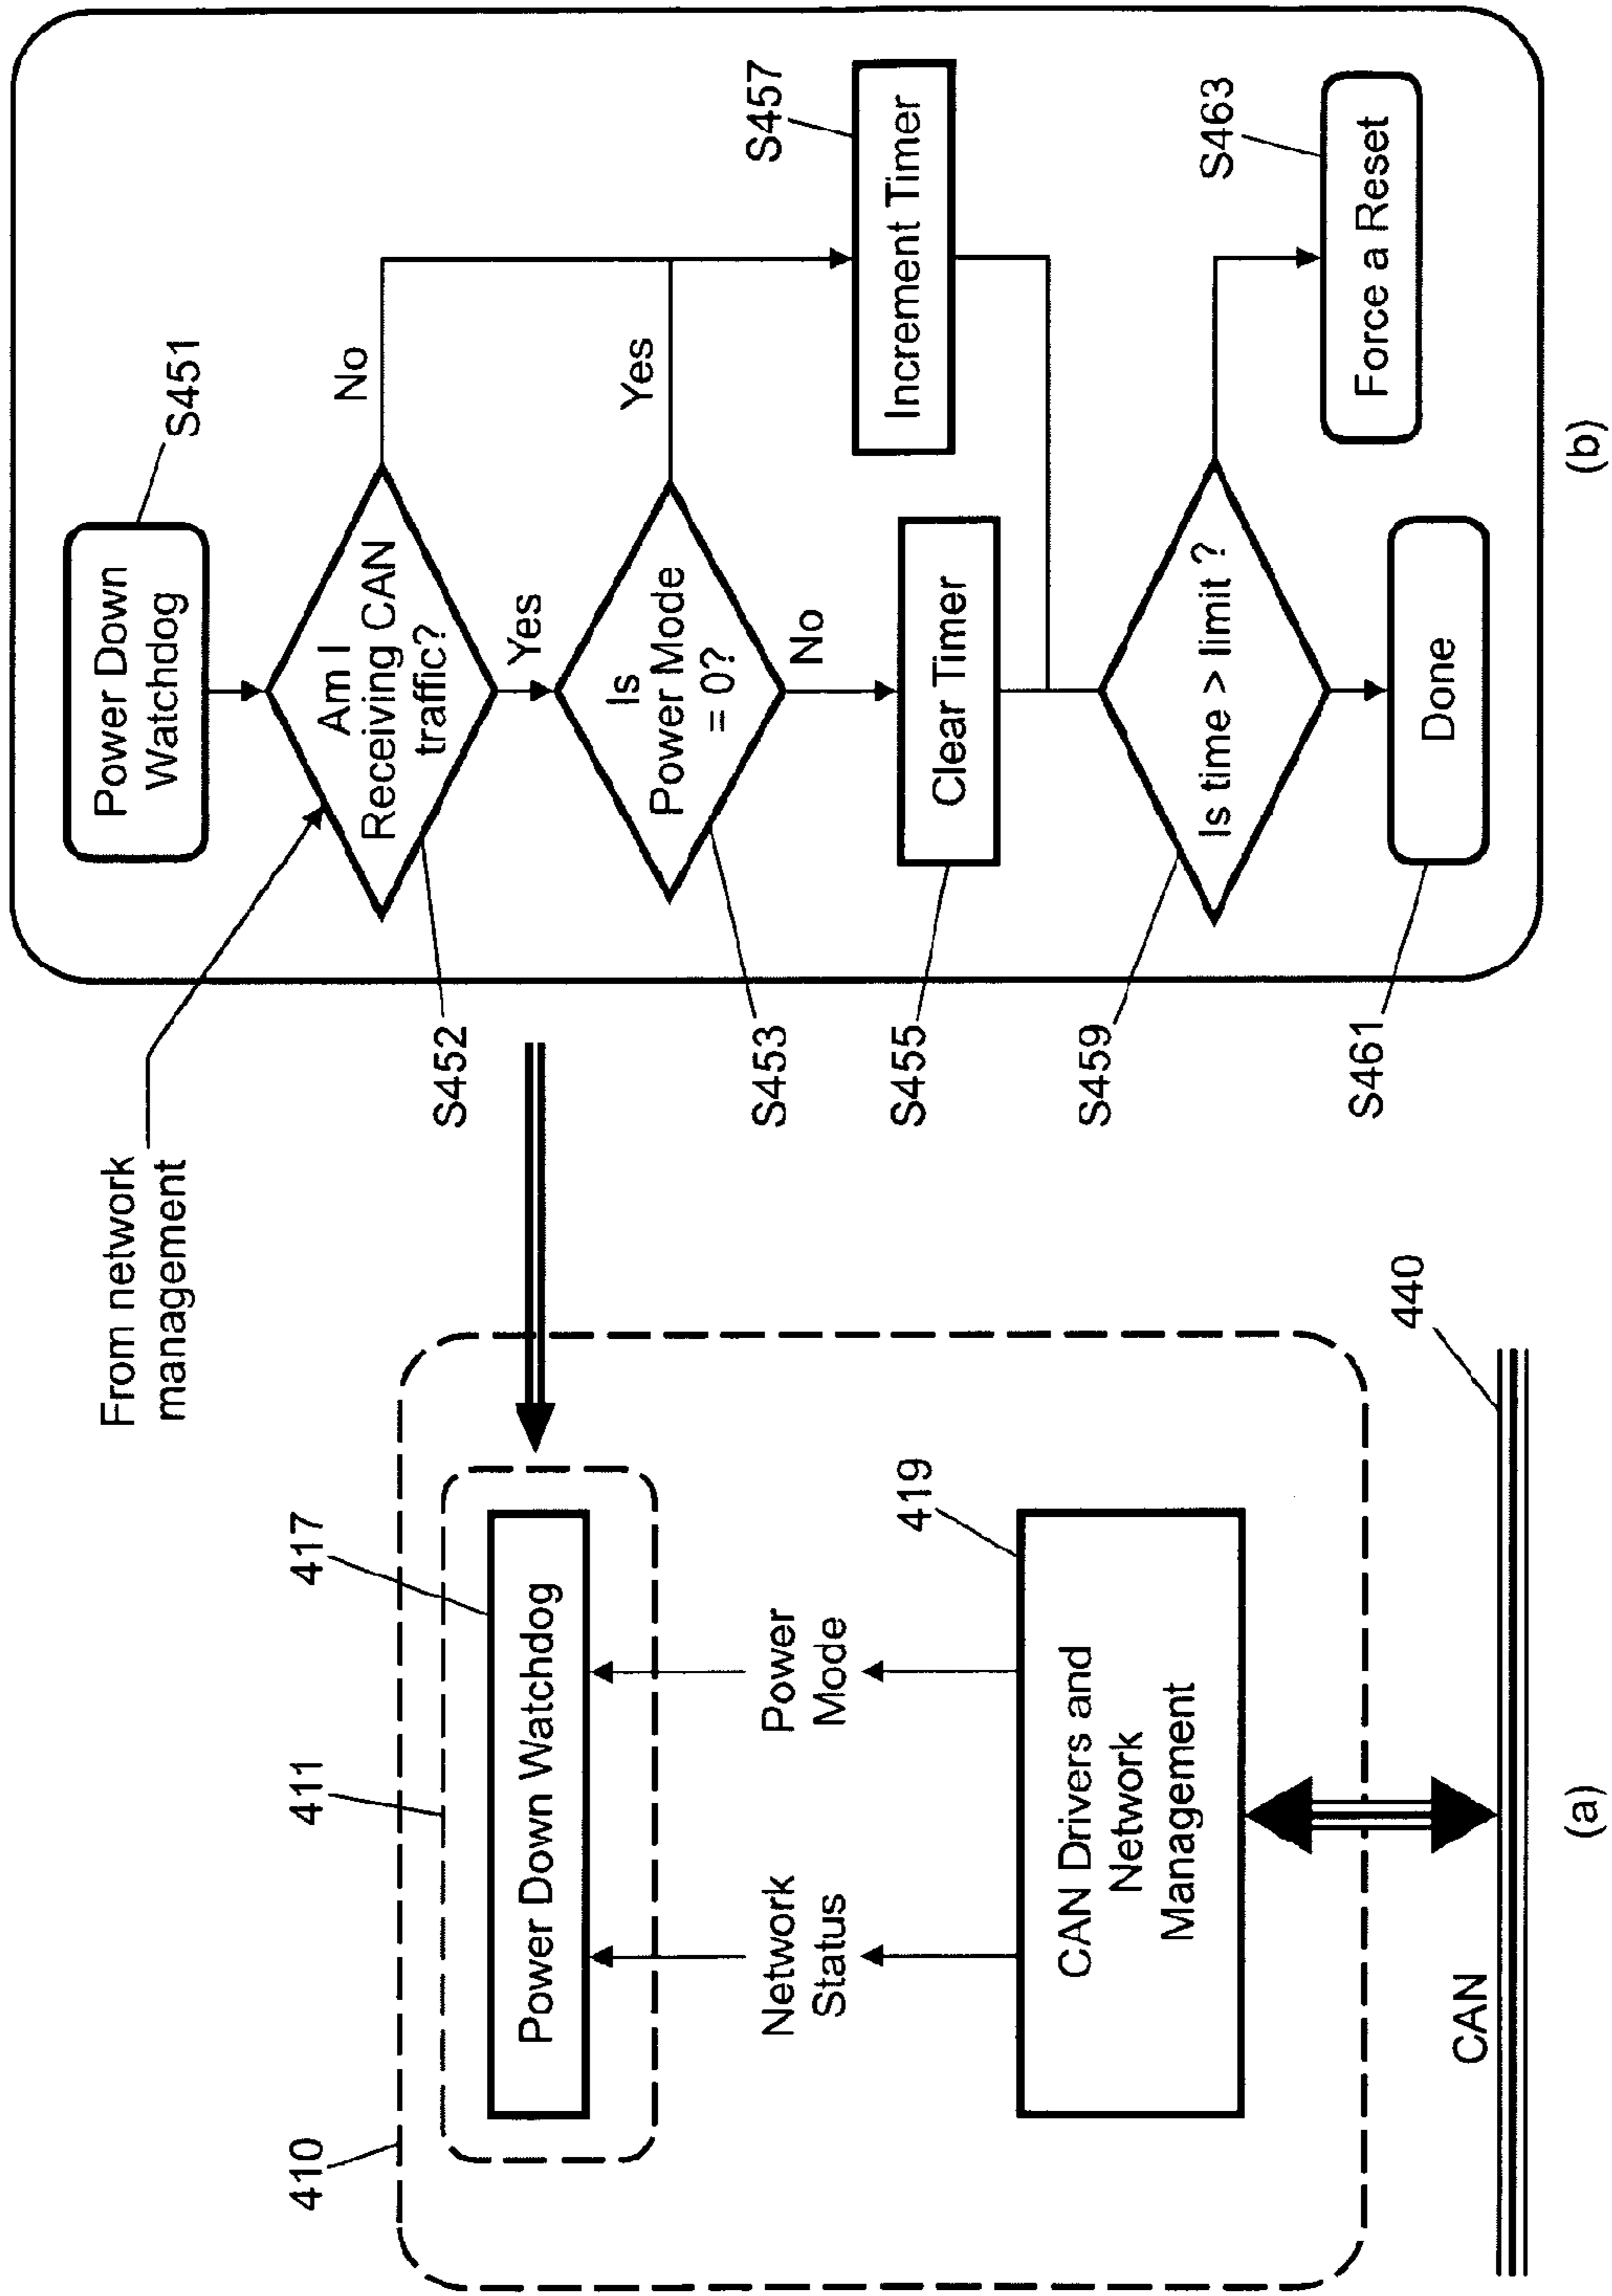 410
411
417
Power Down Watchdog
Network
Status
Power
Mode
419
CAN Drivers and
Network
Management
CAN
440
(a)
From network
management
Power Down
Watchdog
S451
Am I
Receiving CAN
traffic?
No
Yes
S452
Is
Power Mode
= 0?
Yes
No
S453
Clear Timer
S455
Increment Timer
S457
Is time > limit ?
S459
Done
S461
Force a Reset
S463
(b)